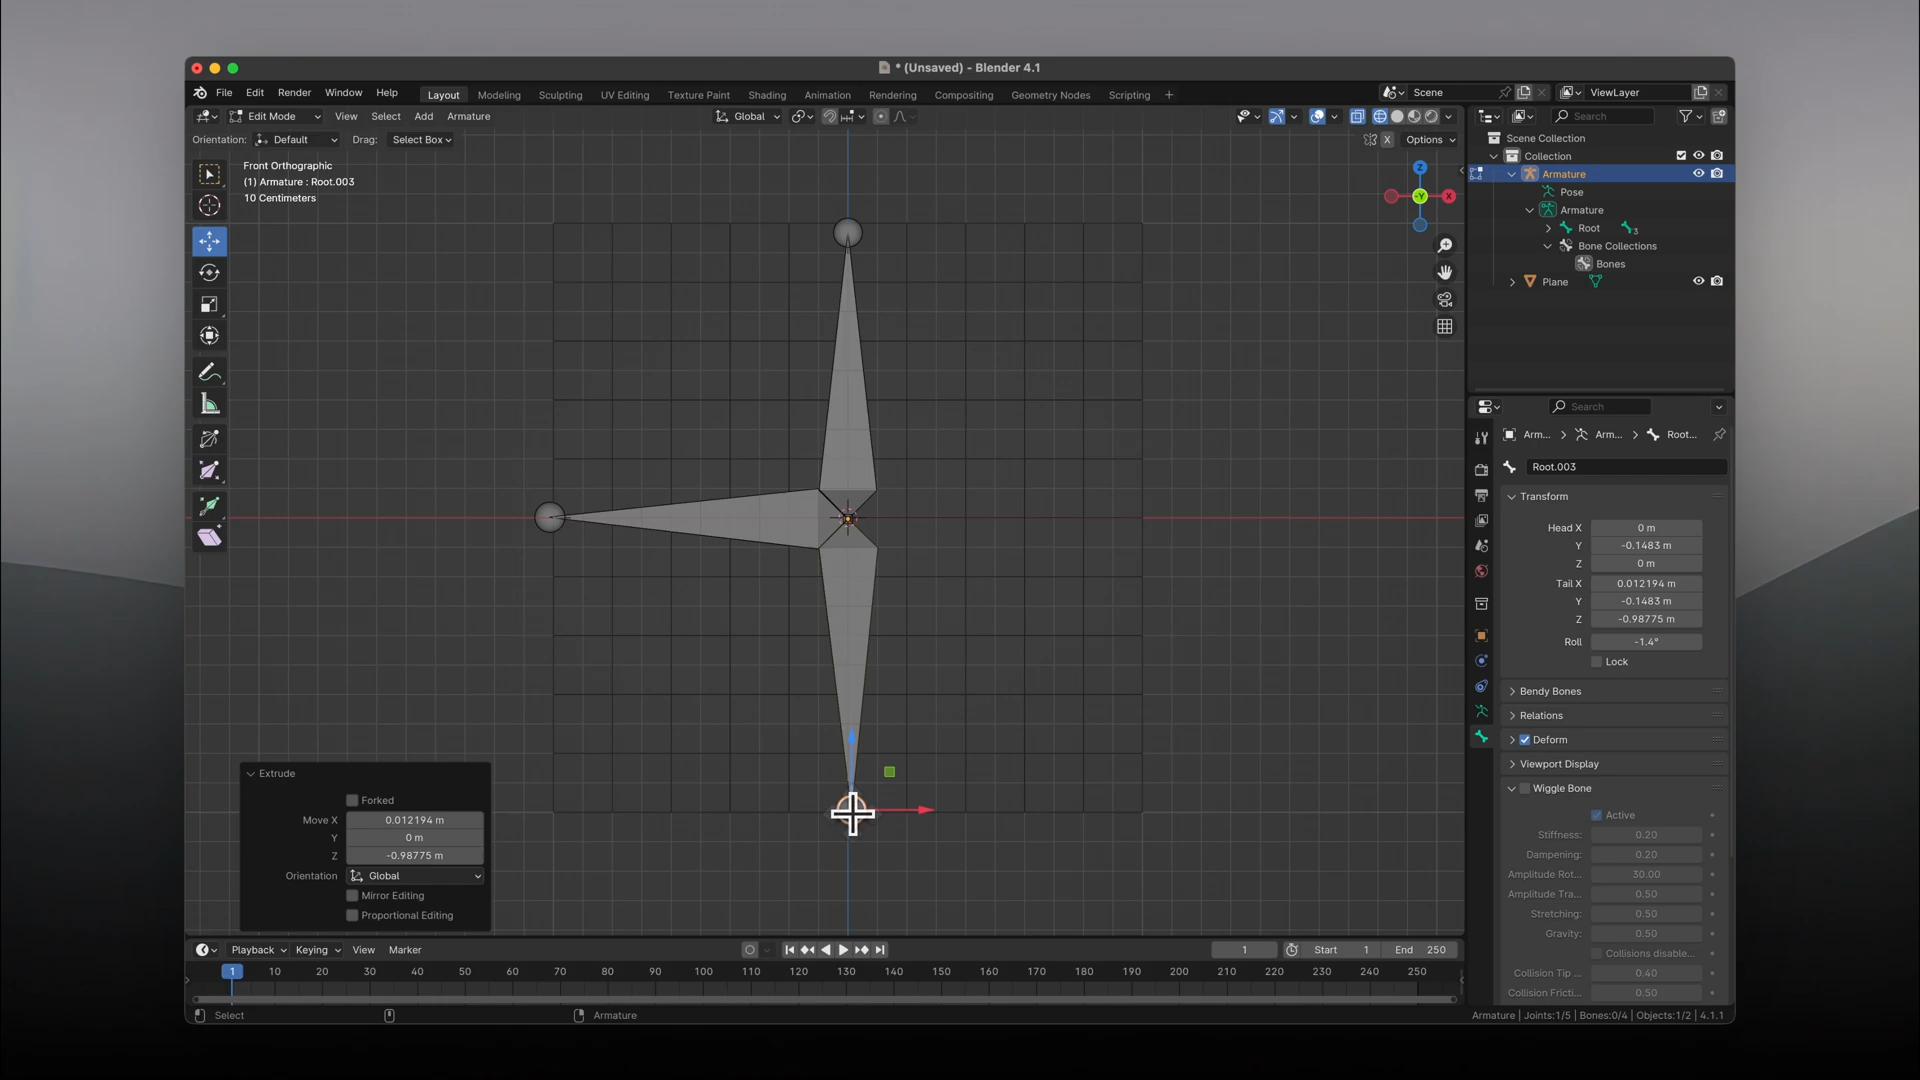 * (Unsaved) - Blender 4.1
File Edit Render Window Help Layout Modeling Sculpting UV Editing Texture Paint Shading Animation Rendering Compositing Geometry Nodes Scripting + Scene ViewLayer
Edit Mode View Select Add Armature Global Search
Orientation: Default Drag: Select Box X Options
Front Orthographic
(1) Armature : Root.003
10 Centimeters
Z
-Y
X
Scene Collection
Collection
Armature
Pose
Armature
Root 3
Bone Collections
Bones
Plane
Search
Arm... Arm... Root...
Root.003
Transform
Head X 0 m
Y -0.1483 m
Z 0 m
Tail X 0.012194 m
Y -0.1483 m
Z -0.98775 m
Roll -1.4°
Lock
Bendy Bones
Relations
Deform
Viewport Display
Wiggle Bone
Active
Stiffness: 0.20
Dampening: 0.20
Amplitude Rot... 30.00
Amplitude Tra... 0.50
Stretching: 0.50
Gravity: 0.50
Collisions disable...
Collision Tip ... 0.40
Collision Fricti... 0.50
Extrude
Forked
Move X 0.012194 m
Y 0 m
Z -0.98775 m
Orientation Global
Mirror Editing
Proportional Editing
Playback Keying View Marker 1 Start 1 End 250
1 10 20 30 40 50 60 70 80 90 100 110 120 130 140 150 160 170 180 190 200 210 220 230 240 250
Select Armature Armature | Joints:1/5 | Bones:0/4 | Objects:1/2 | 4.1.1